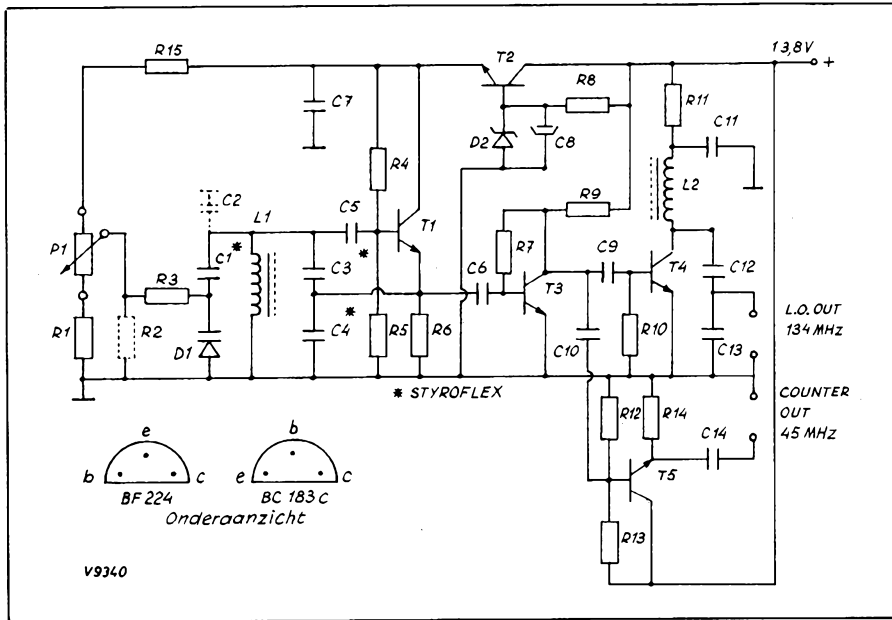 R15
T2
13,8V
+
C7
R8
R11
C11
D2
C8
R4
L2
C2
L1
C5
T1
R9
P1
C1*
*
R7
C9
T4
R3
C3
C6
T3
C12
*
L.O. OUT
134 MHz
R1
R2
D1
C4
R5
R6
C10
R10
C13
* STYROFLEX
COUNTER
OUT
45 MHz
R12
R14
C14
e
b c
BF 224
b
e c
BC 183 c
Onderaanzicht
T5
R13
V9340